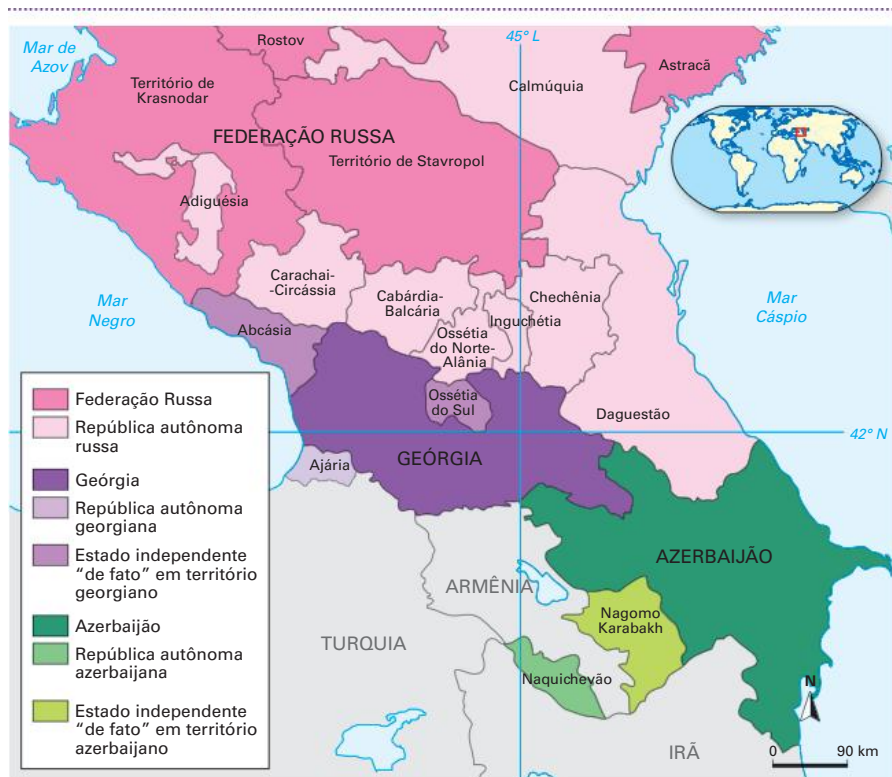 Mar de
Azov
Rostov
45° L
Astracã
Território de
Krasnodar
Calmúquia
FEDERAÇÃO RUSSA
Território de Stavropol
Adiguésia
Carachai-
-Circássia
Cabárdia-
Balcária
Chechênia
Mar
Negro
Mar
Cáspio
Inguchétia
Abcásia
Ossétia
do Norte-
Alânia
Ossétia
do Sul
Daguestão
42° N
GEÓRGIA
Ajária
AZERBAIJÃO
ARMÊNIA
Nagomo
Karabakh
TURQUIA
Naquichevão
N
IRÃ
0 90 km
Federação Russa
República autônoma
russa
Geórgia
República autônoma
georgiana
Estado independente
"de fato" em território
georgiano
Azerbaijão
República autônoma
azerbaijana
Estado independente
"de fato" em território
azerbaijano